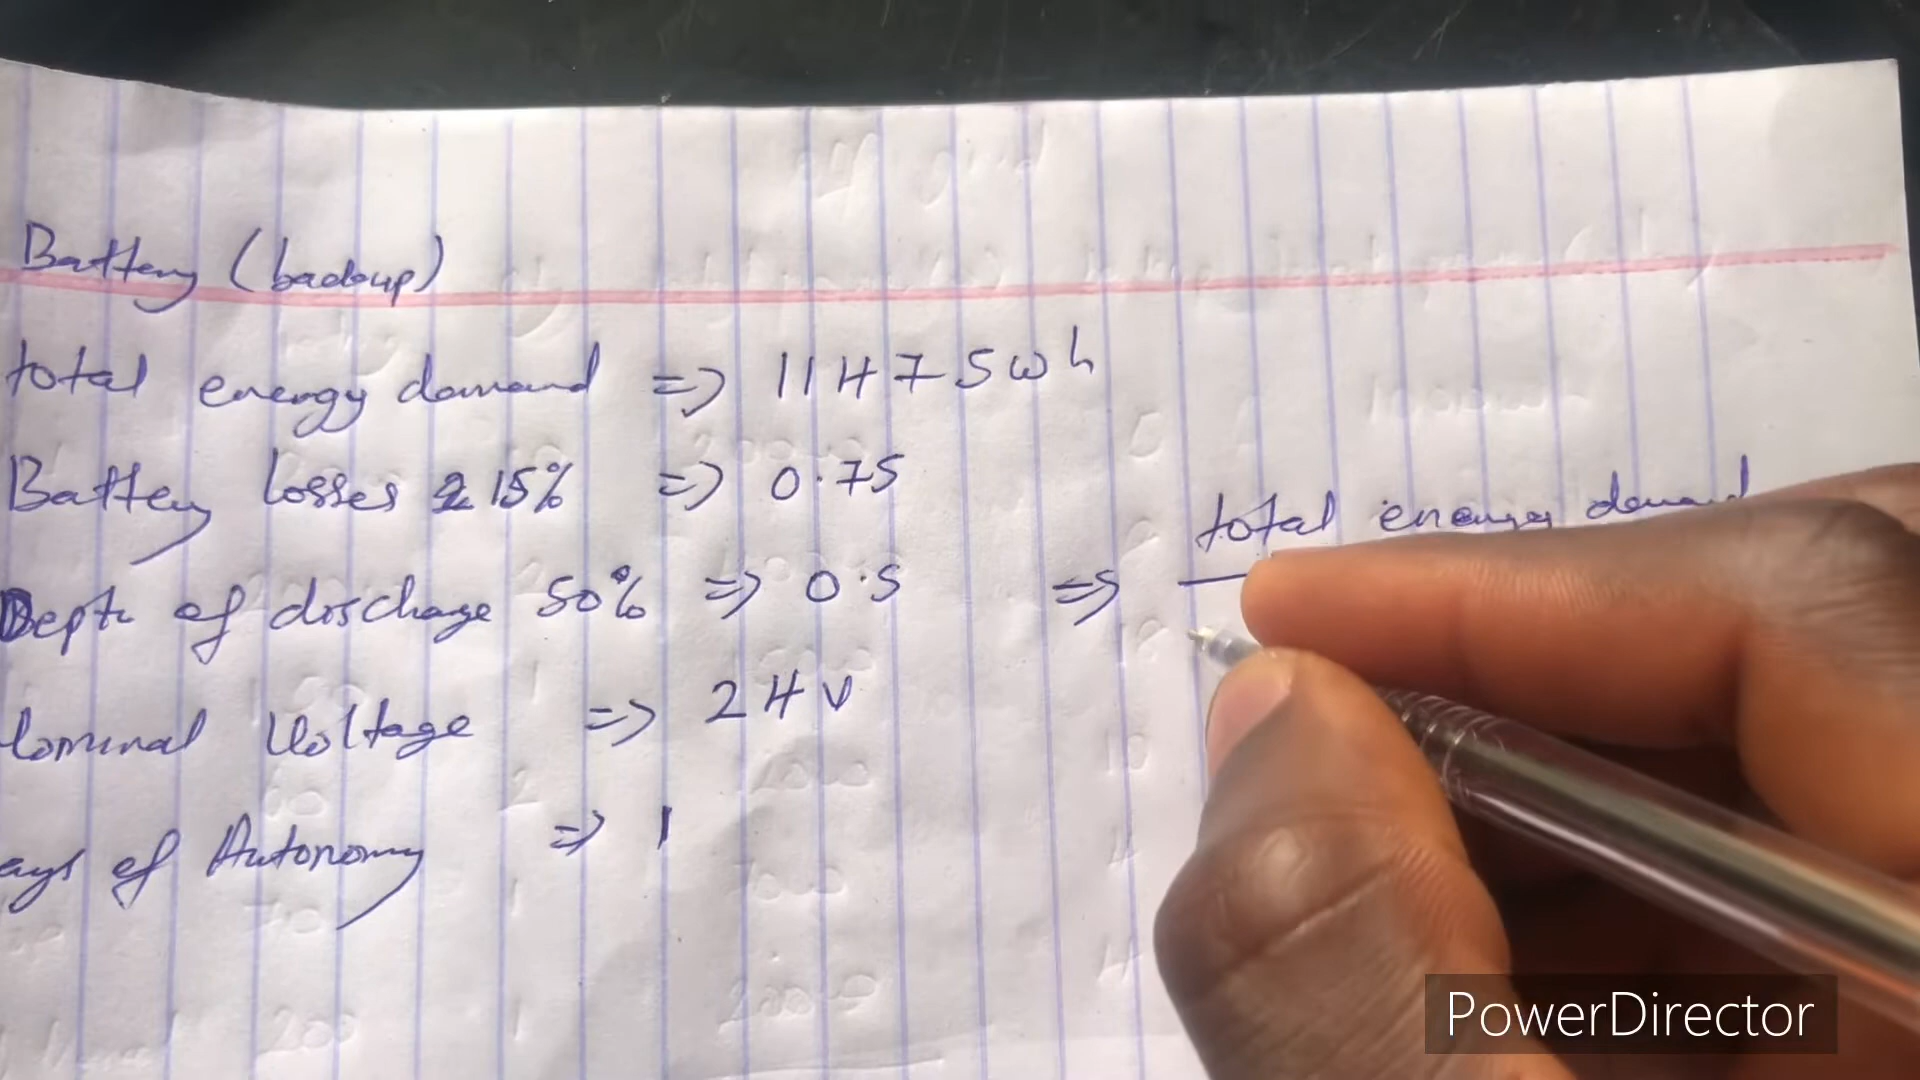 Battery (backup)
total energy demand => 11475wh
Battery losses 15% => 0.75
total energy demand
Depth of discharge 50% => 0.5 =>
Nominal Voltage => 24V
ays of Autonomy => 1
PowerDirector